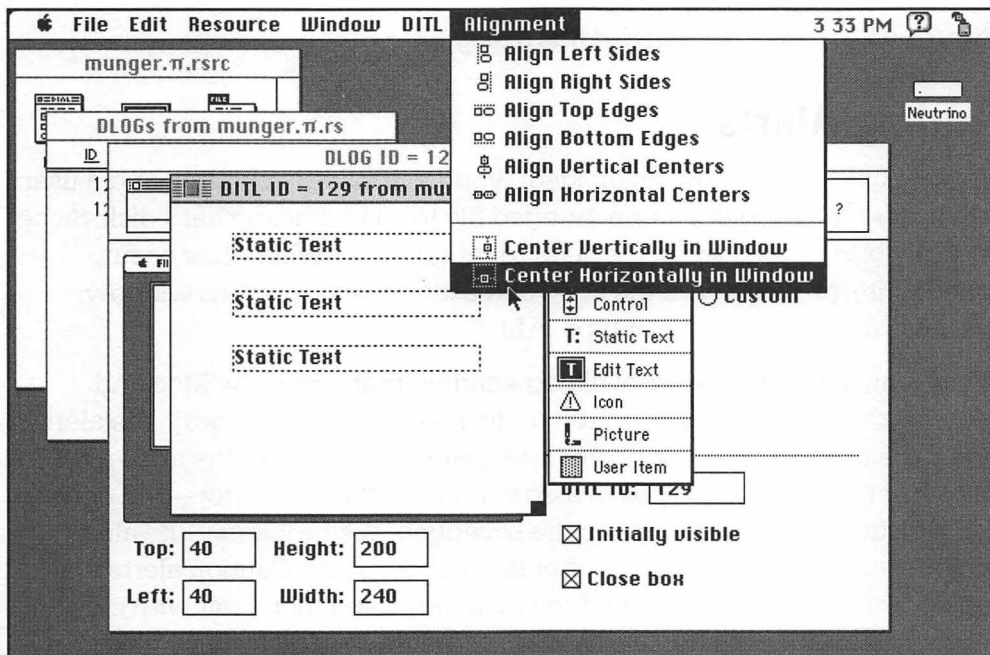 File Edit Resource Window DITL Alignment 3 33 PM
munger.π.rsrc
DLOGs from munger.π.rs
ID
DLOG ID = 12
DITL ID = 129 from mu
Static Text
Static Text
Static Text
Align Left Sides
Align Right Sides
Align Top Edges
Align Bottom Edges
Align Vertical Centers
Align Horizontal Centers
Center Vertically in Window
Center Horizontally in Window
?
Neutrino
Custom
Control
T: Static Text
T Edit Text
Icon
Picture
User Item
DITL ID: 129
Initially visible
Close box
Top: 40 Height: 200
Left: 40 Width: 240